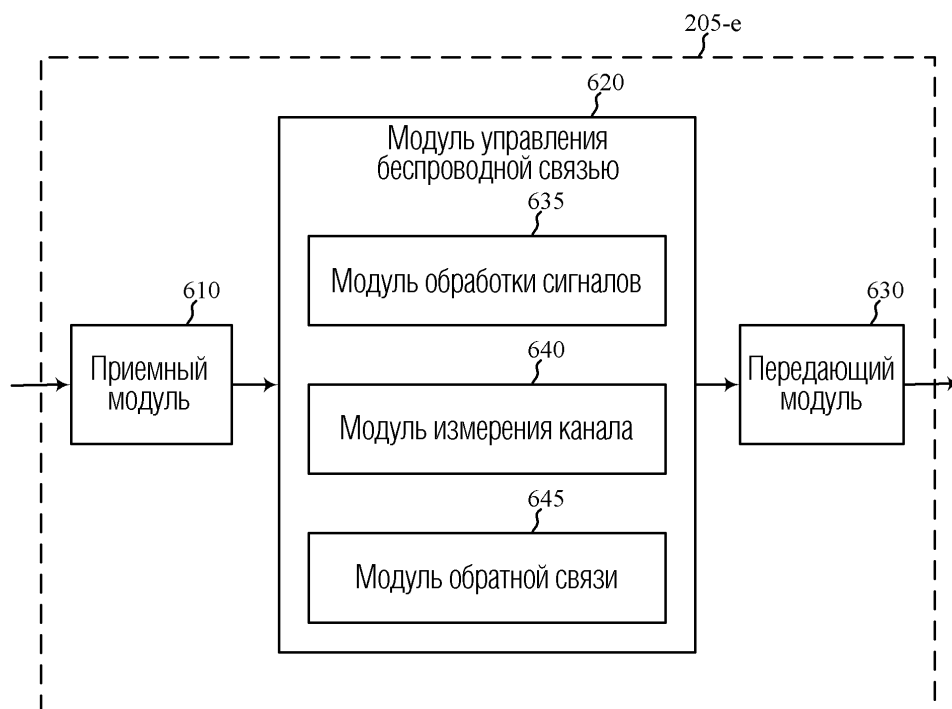 205-e
620
Модуль управления
беспроводной связью
635
Модуль обработки сигналов
610
Приемный
модуль
640
Модуль измерения канала
630
Передающий
модуль
645
Модуль обратной связи